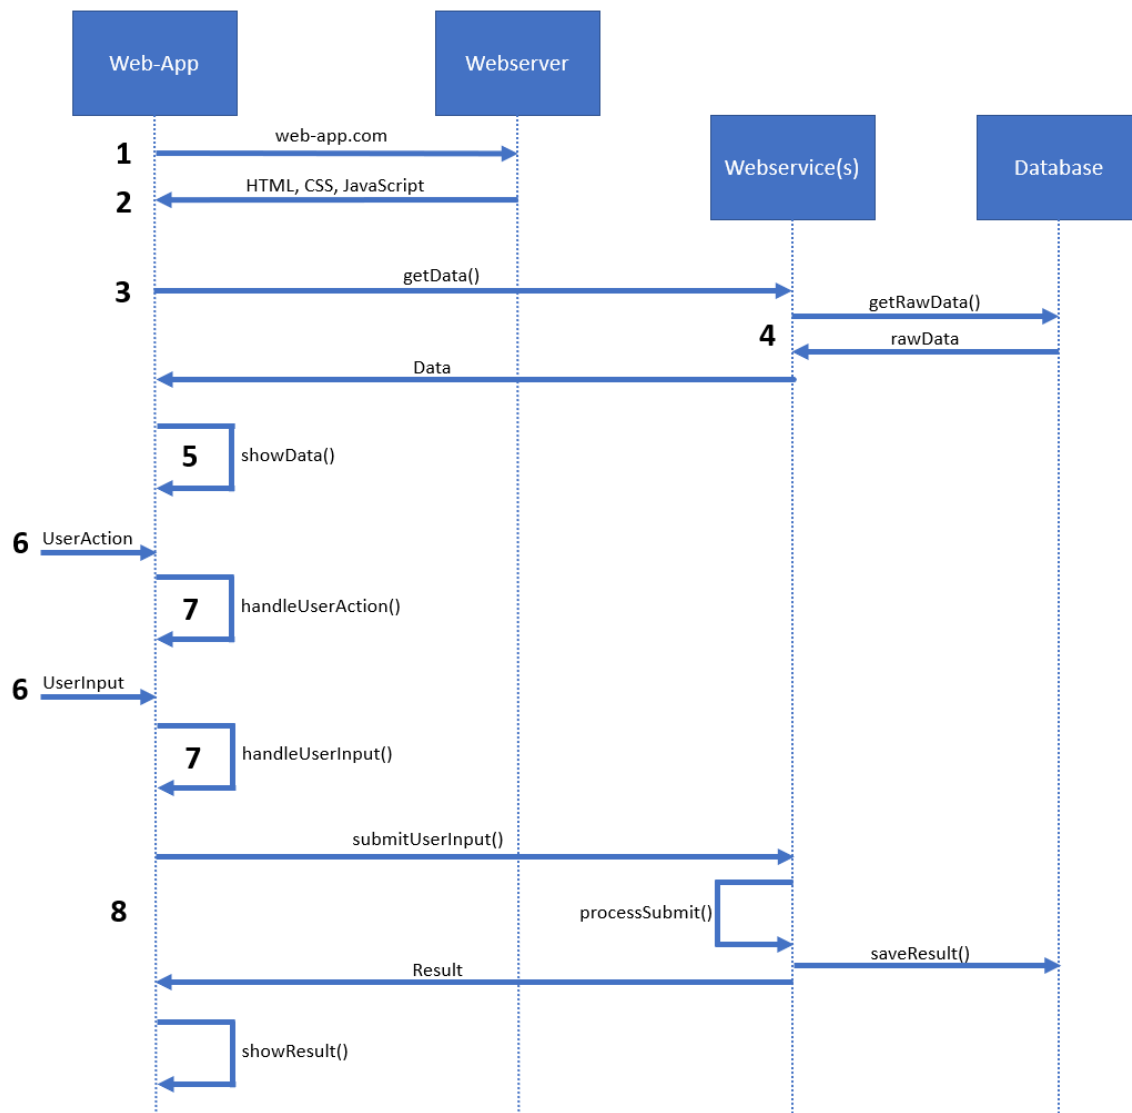 Web-App
Webserver
Webservice(s)
Database
1
web-app.com
2
HTML, CSS, JavaScript
3
getData()
getRawData()
4
rawData
Data
5
showData()
6
UserAction
7
handleUserAction()
6
UserInput
7
handleUserInput()
submitUserInput()
8
processSubmit()
saveResult()
Result
showResult()